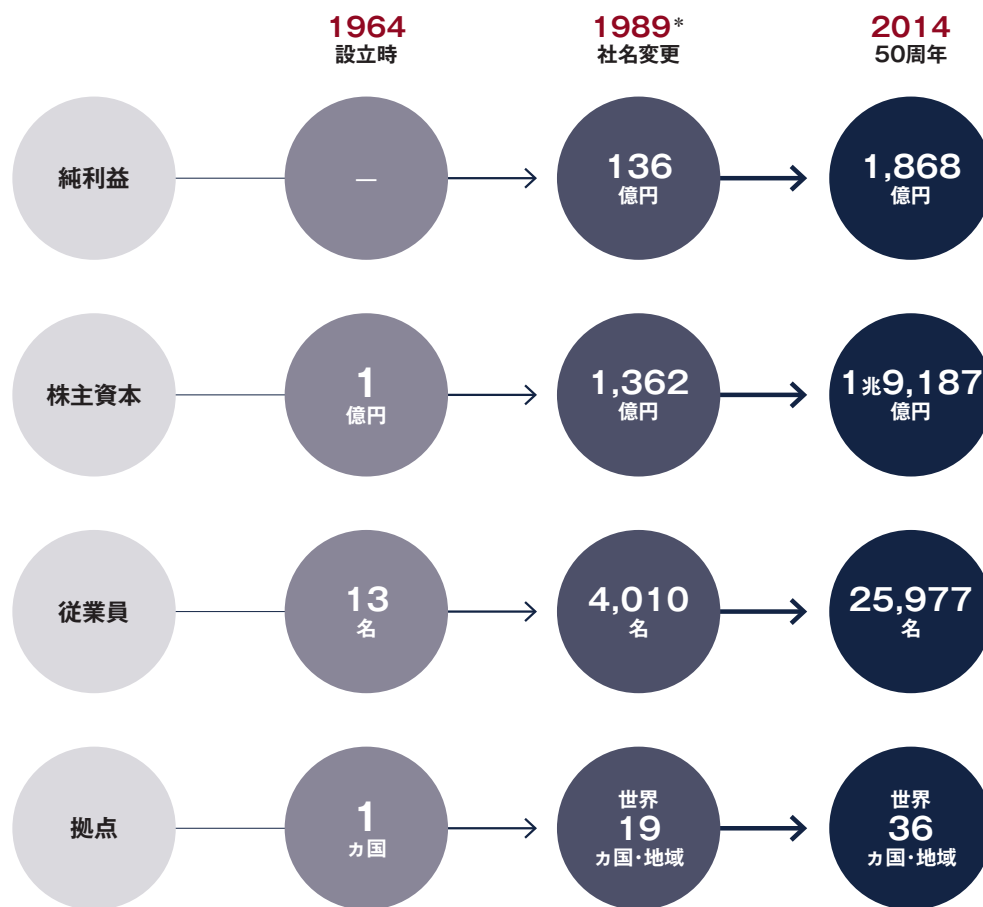 1964
設立時
1989*
社名変更
2014
50周年
純利益
—
136
億円
1,868
億円
株主資本
1
億円
1,362
億円
1兆9,187
億円
従業員
13
名
4,010
名
25,977
名
拠点
1
ヵ国
世界
19
ヵ国・地域
世界
36
ヵ国・地域